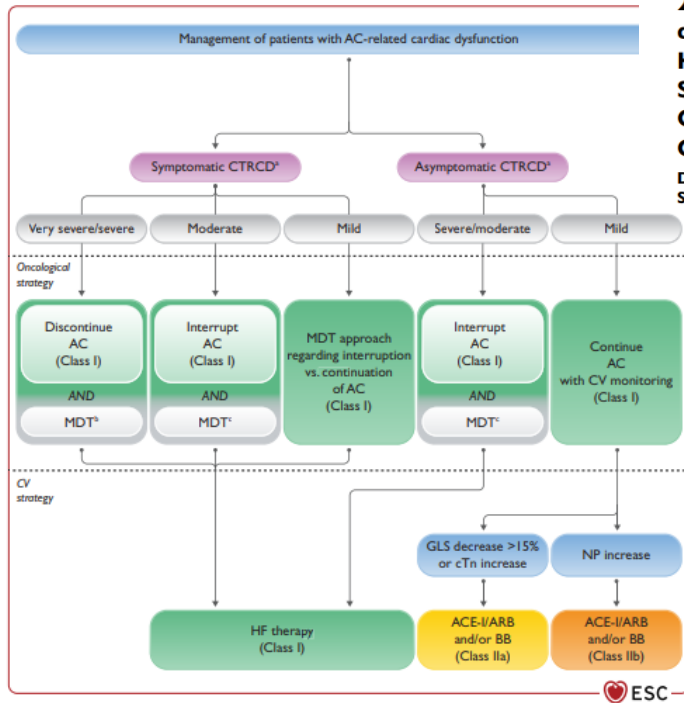 Management of patients with AC-related cardiac dysfunction
Symptomatic CTRCDᵃ
Asymptomatic CTRCDᵃ
Very severe/severe
Moderate
Mild
Severe/moderate
Mild
Oncological
strategy
Discontinue
AC
(Class I)
AND
MDTᵇ
Interrupt
AC
(Class I)
AND
MDTᶜ
MDT approach
regarding interruption
vs. continuation
of AC
(Class I)
Interrupt
AC
(Class I)
AND
MDTᶜ
Continue
AC
with CV monitoring
(Class I)
CV
strategy
GLS decrease >15%
or cTn increase
NP increase
HF therapy
(Class I)
ACE-I/ARB
and/or BB
(Class IIa)
ACE-I/ARB
and/or BB
(Class IIb)
ESC